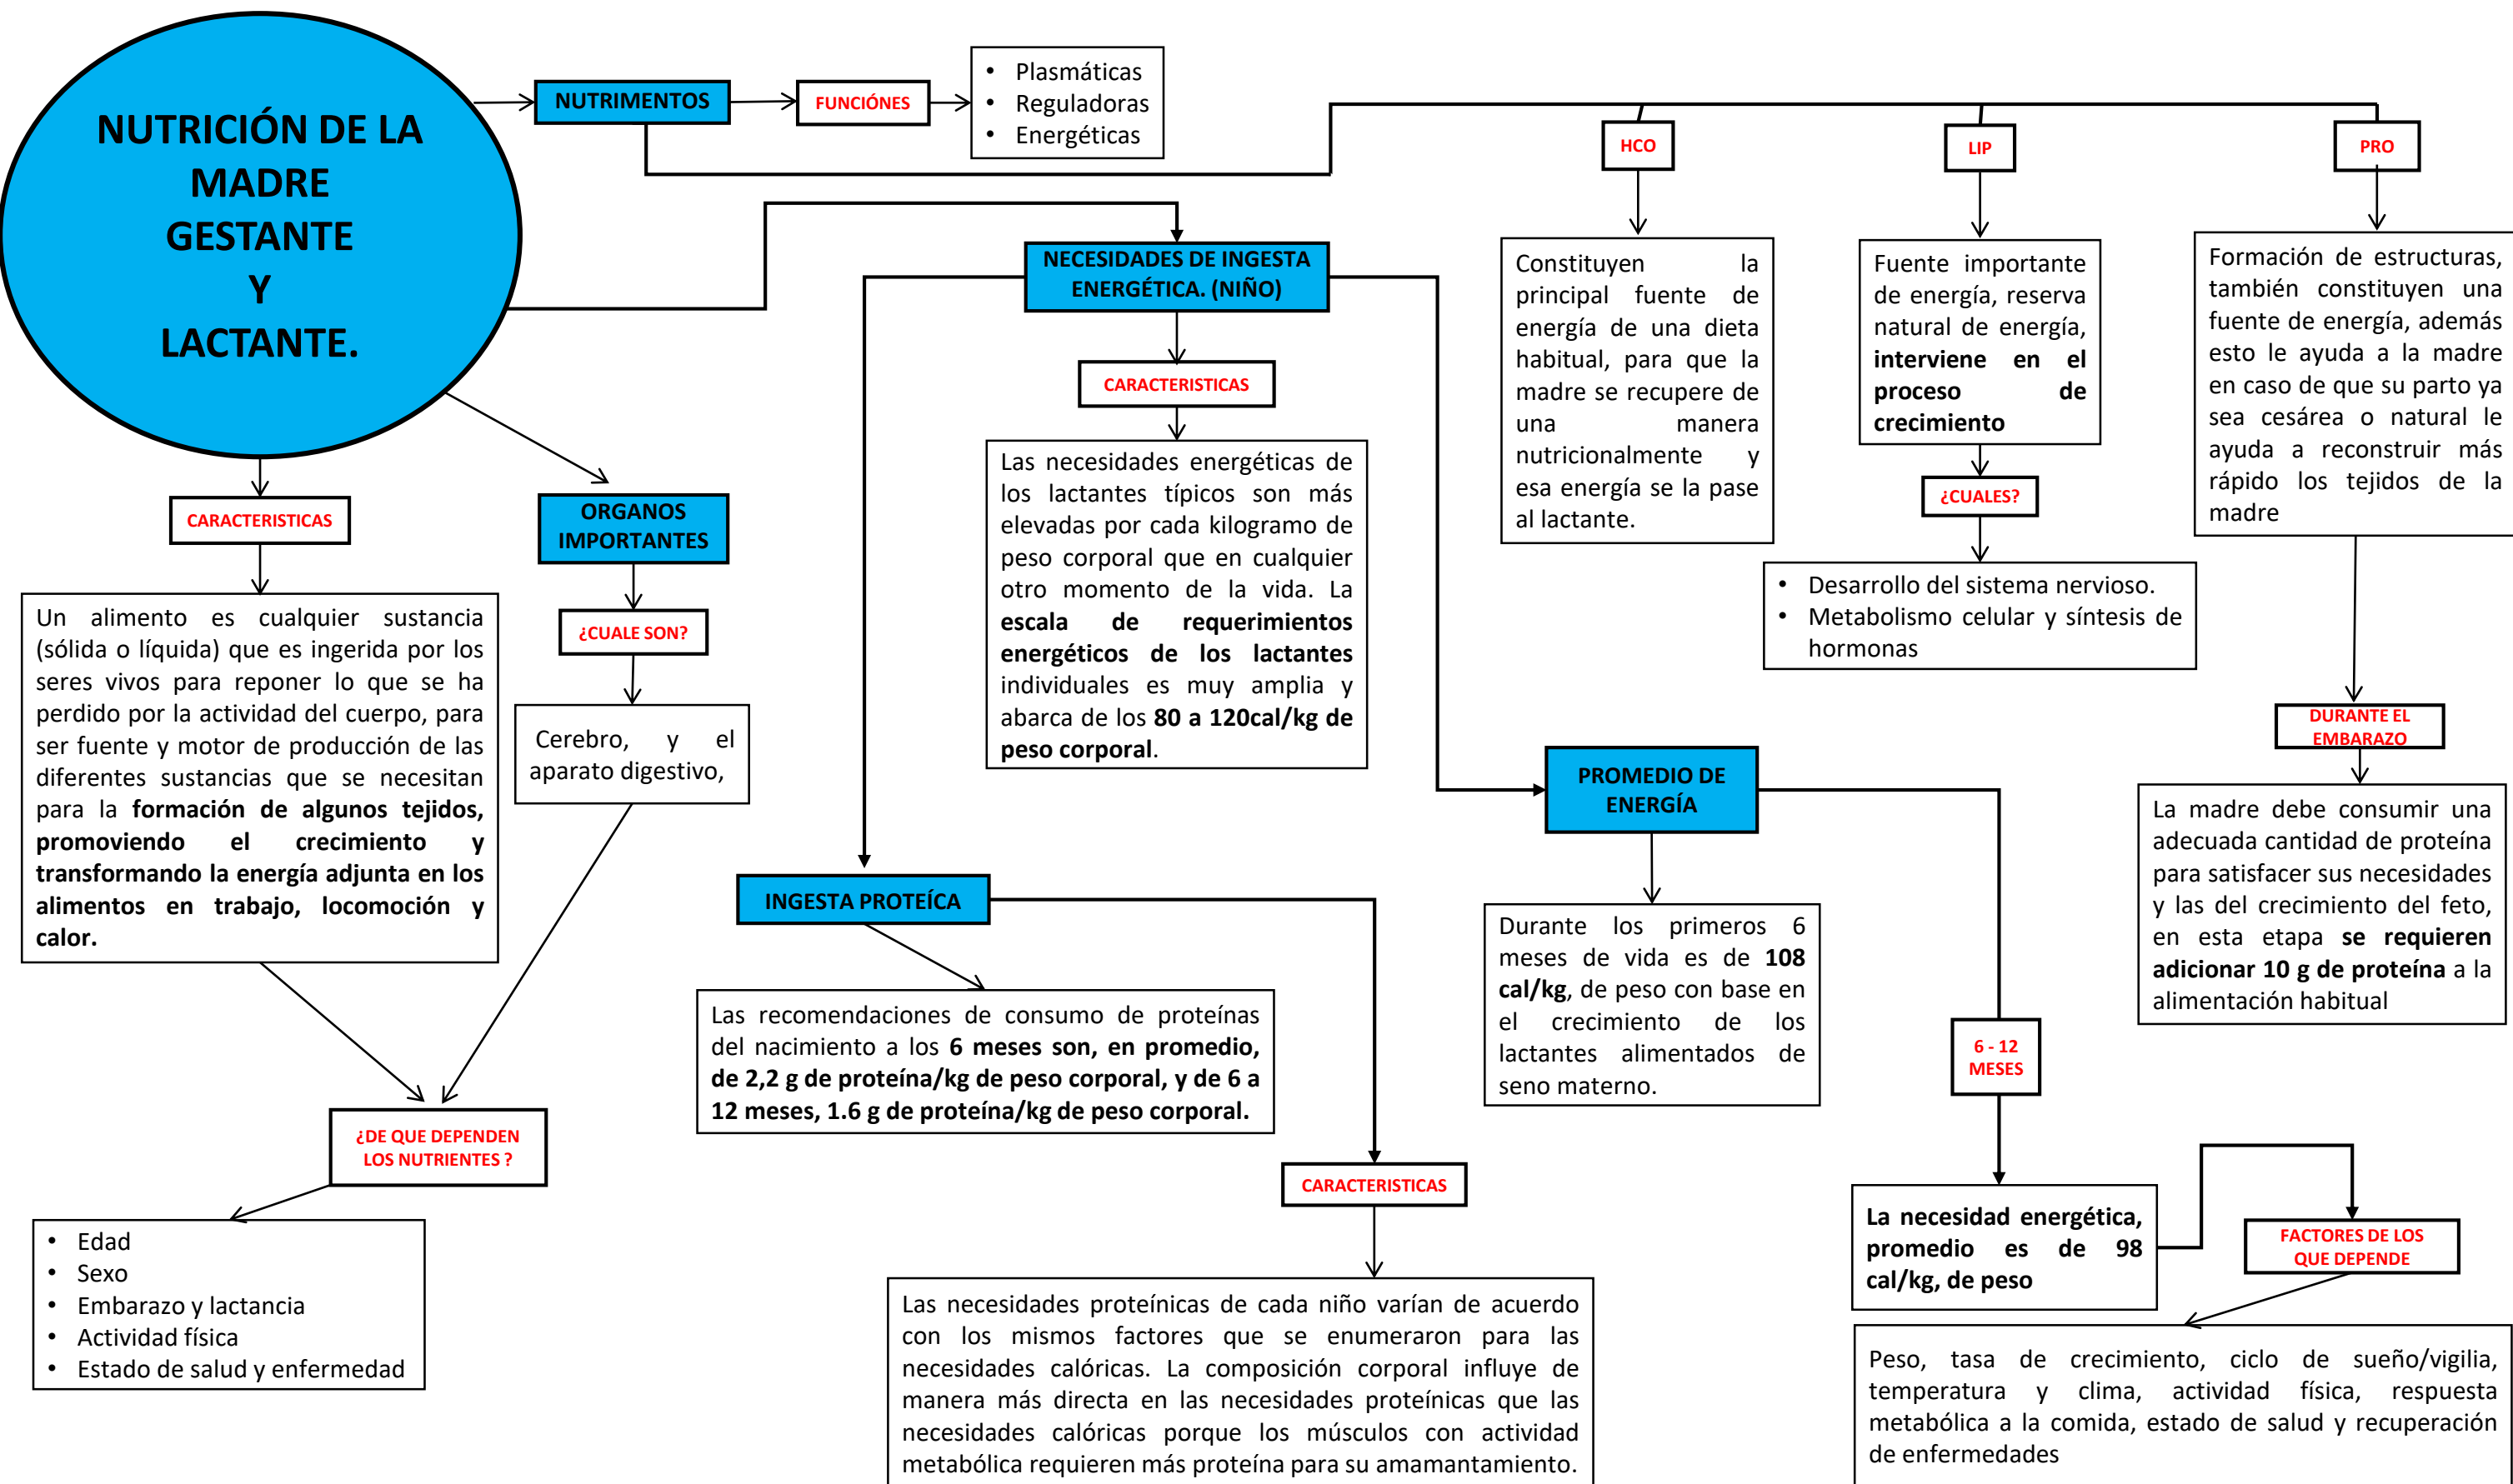 NUTRICIÓN DE LA
MADRE
GESTANTE
Y
LACTANTE.
NUTRIMENTOS
FUNCIÓNES
• Plasmáticas
• Reguladoras
• Energéticas
HCO
LIP
PRO
Constituyen la
principal fuente de
energía de una dieta
habitual, para que la
madre se recupere de
una manera
nutricionalmente y
esa energía se la pase
al lactante.
Fuente importante
de energía, reserva
natural de energía,
interviene en el
proceso de
crecimiento
¿CUALES?
• Desarrollo del sistema nervioso.
• Metabolismo celular y síntesis de
hormonas
Formación de estructuras,
también constituyen una
fuente de energía, además
esto le ayuda a la madre
en caso de que su parto ya
sea cesárea o natural le
ayuda a reconstruir más
rápido los tejidos de la
madre
DURANTE EL
EMBARAZO
La madre debe consumir una
adecuada cantidad de proteína
para satisfacer sus necesidades
y las del crecimiento del feto,
en esta etapa se requieren
adicionar 10 g de proteína a la
alimentación habitual
NECESIDADES DE INGESTA
ENERGÉTICA. (NIÑO)
CARACTERISTICAS
Las necesidades energéticas de
los lactantes típicos son más
elevadas por cada kilogramo de
peso corporal que en cualquier
otro momento de la vida. La
escala de requerimientos
energéticos de los lactantes
individuales es muy amplia y
abarca de los 80 a 120cal/kg de
peso corporal.
CARACTERISTICAS
Un alimento es cualquier sustancia
(sólida o líquida) que es ingerida por los
seres vivos para reponer lo que se ha
perdido por la actividad del cuerpo, para
ser fuente y motor de producción de las
diferentes sustancias que se necesitan
para la formación de algunos tejidos,
promoviendo el crecimiento y
transformando la energía adjunta en los
alimentos en trabajo, locomoción y
calor.
ORGANOS
IMPORTANTES
¿CUALE SON?
Cerebro, y el
aparato digestivo,
¿DE QUE DEPENDEN
LOS NUTRIENTES ?
• Edad
• Sexo
• Embarazo y lactancia
• Actividad física
• Estado de salud y enfermedad
INGESTA PROTEÍCA
Las recomendaciones de consumo de proteínas
del nacimiento a los 6 meses son, en promedio,
de 2,2 g de proteína/kg de peso corporal, y de 6 a
12 meses, 1.6 g de proteína/kg de peso corporal.
CARACTERISTICAS
Las necesidades proteínicas de cada niño varían de acuerdo
con los mismos factores que se enumeraron para las
necesidades calóricas. La composición corporal influye de
manera más directa en las necesidades proteínicas que las
necesidades calóricas porque los músculos con actividad
metabólica requieren más proteína para su amamantamiento.
PROMEDIO DE
ENERGÍA
Durante los primeros 6
meses de vida es de 108
cal/kg, de peso con base en
el crecimiento de los
lactantes alimentados de
seno materno.
6 - 12
MESES
La necesidad energética,
promedio es de 98
cal/kg, de peso
FACTORES DE LOS
QUE DEPENDE
Peso, tasa de crecimiento, ciclo de sueño/vigilia,
temperatura y clima, actividad física, respuesta
metabólica a la comida, estado de salud y recuperación
de enfermedades